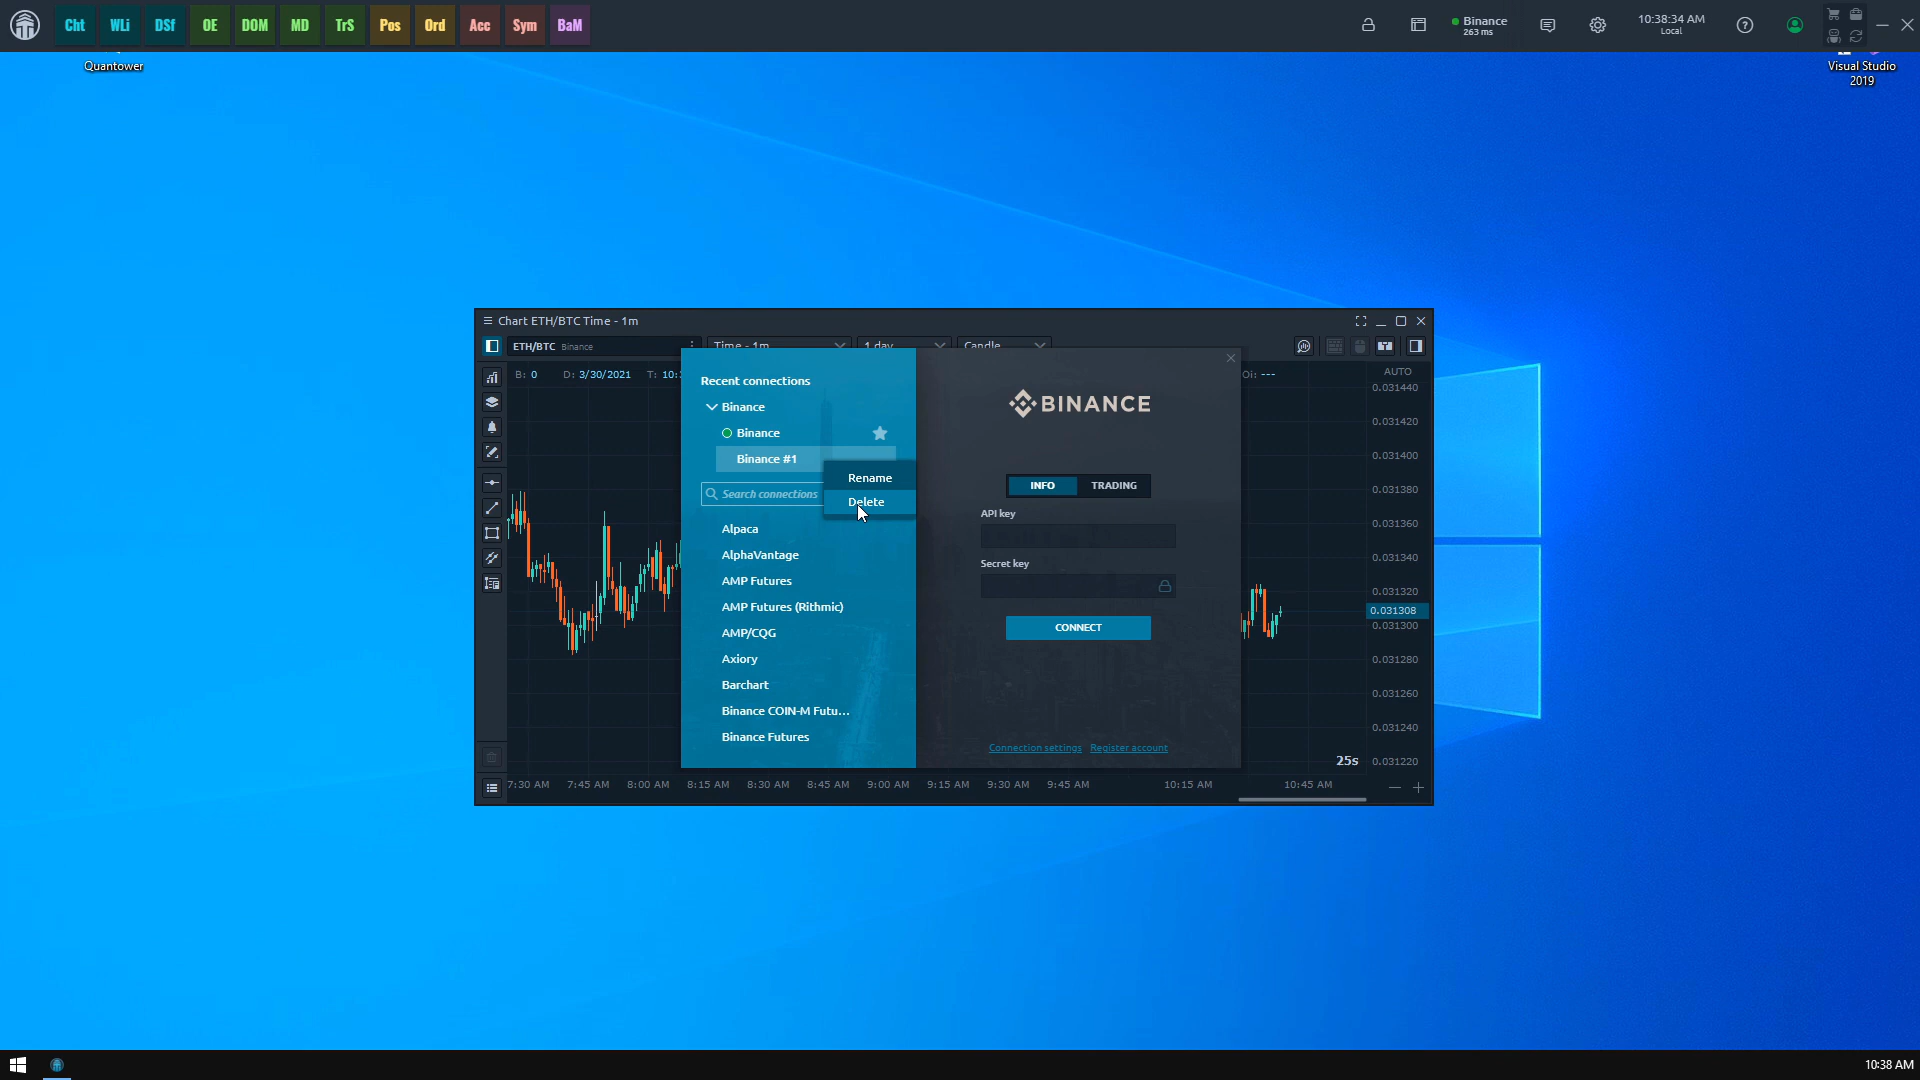 Cht WLi DSf OE DOM MD TrS Pos Ord Acc Sym BaM
Binance
263 ms
10:38:34 AM
Local
Quantower
Visual Studio
2019
Chart ETH/BTC Time - 1m
ETH/BTC Binance
Time - 1m
1 day
Candle
B: 0 D: 3/30/2021 T: 10:
Oi: ---
AUTO
0.031440
0.031420
0.031400
0.031380
0.031360
0.031340
0.031320
0.031308
0.031300
0.031280
0.031260
0.031240
0.031220
Recent connections
Binance
Binance
Binance #1
Rename
Delete
Search connections
Alpaca
AlphaVantage
AMP Futures
AMP Futures (Rithmic)
AMP/CQG
Axiory
Barchart
Binance COIN-M Futu...
Binance Futures
BINANCE
INFO TRADING
API key
Secret key
CONNECT
Connection settings Register account
25s
7:30 AM 7:45 AM 8:00 AM 8:15 AM 8:30 AM 8:45 AM 9:00 AM 9:15 AM 9:30 AM 9:45 AM 10:15 AM 10:45 AM
10:38 AM